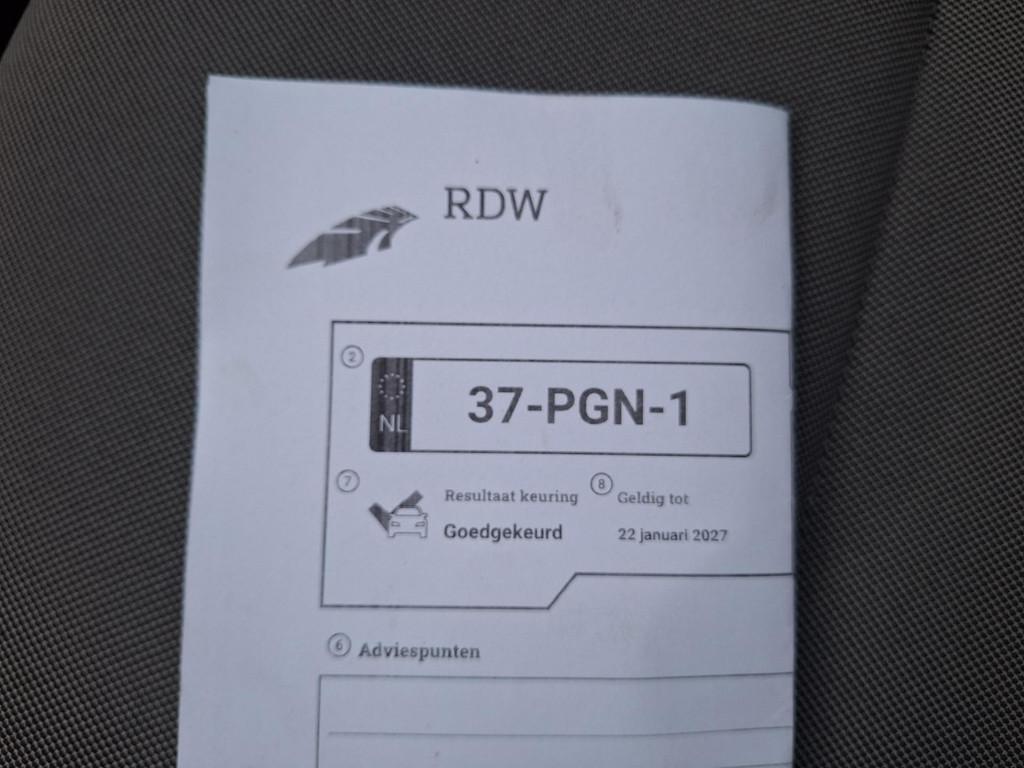 RDW
2
NL
37-PGN-1
7
Resultaat keuring
Goedgekeurd
8
Geldig tot
22 januari 2027
6 Adviespunten